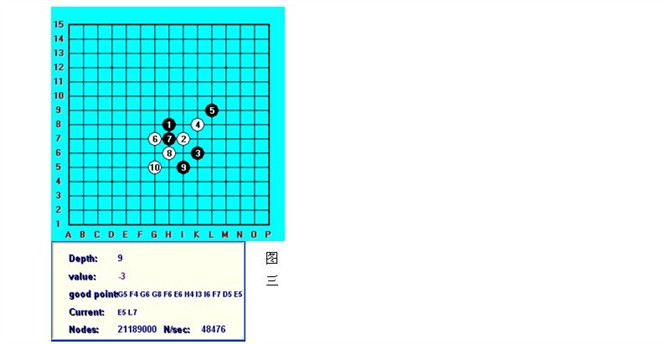 15
14
13
12
11
10
9 5
8 1 4
7 6 7 2
6 8 3
5 10 9
4
3
2
1
A B C D E F G H I K L M N O P
Depth: 9
value: -3
good point: G5 F4 G6 G8 F6 E6 H4 I3 I6 F7 D5 E5
Current: E5 L7
Nodes: 21189000 N/sec: 48476
图
三